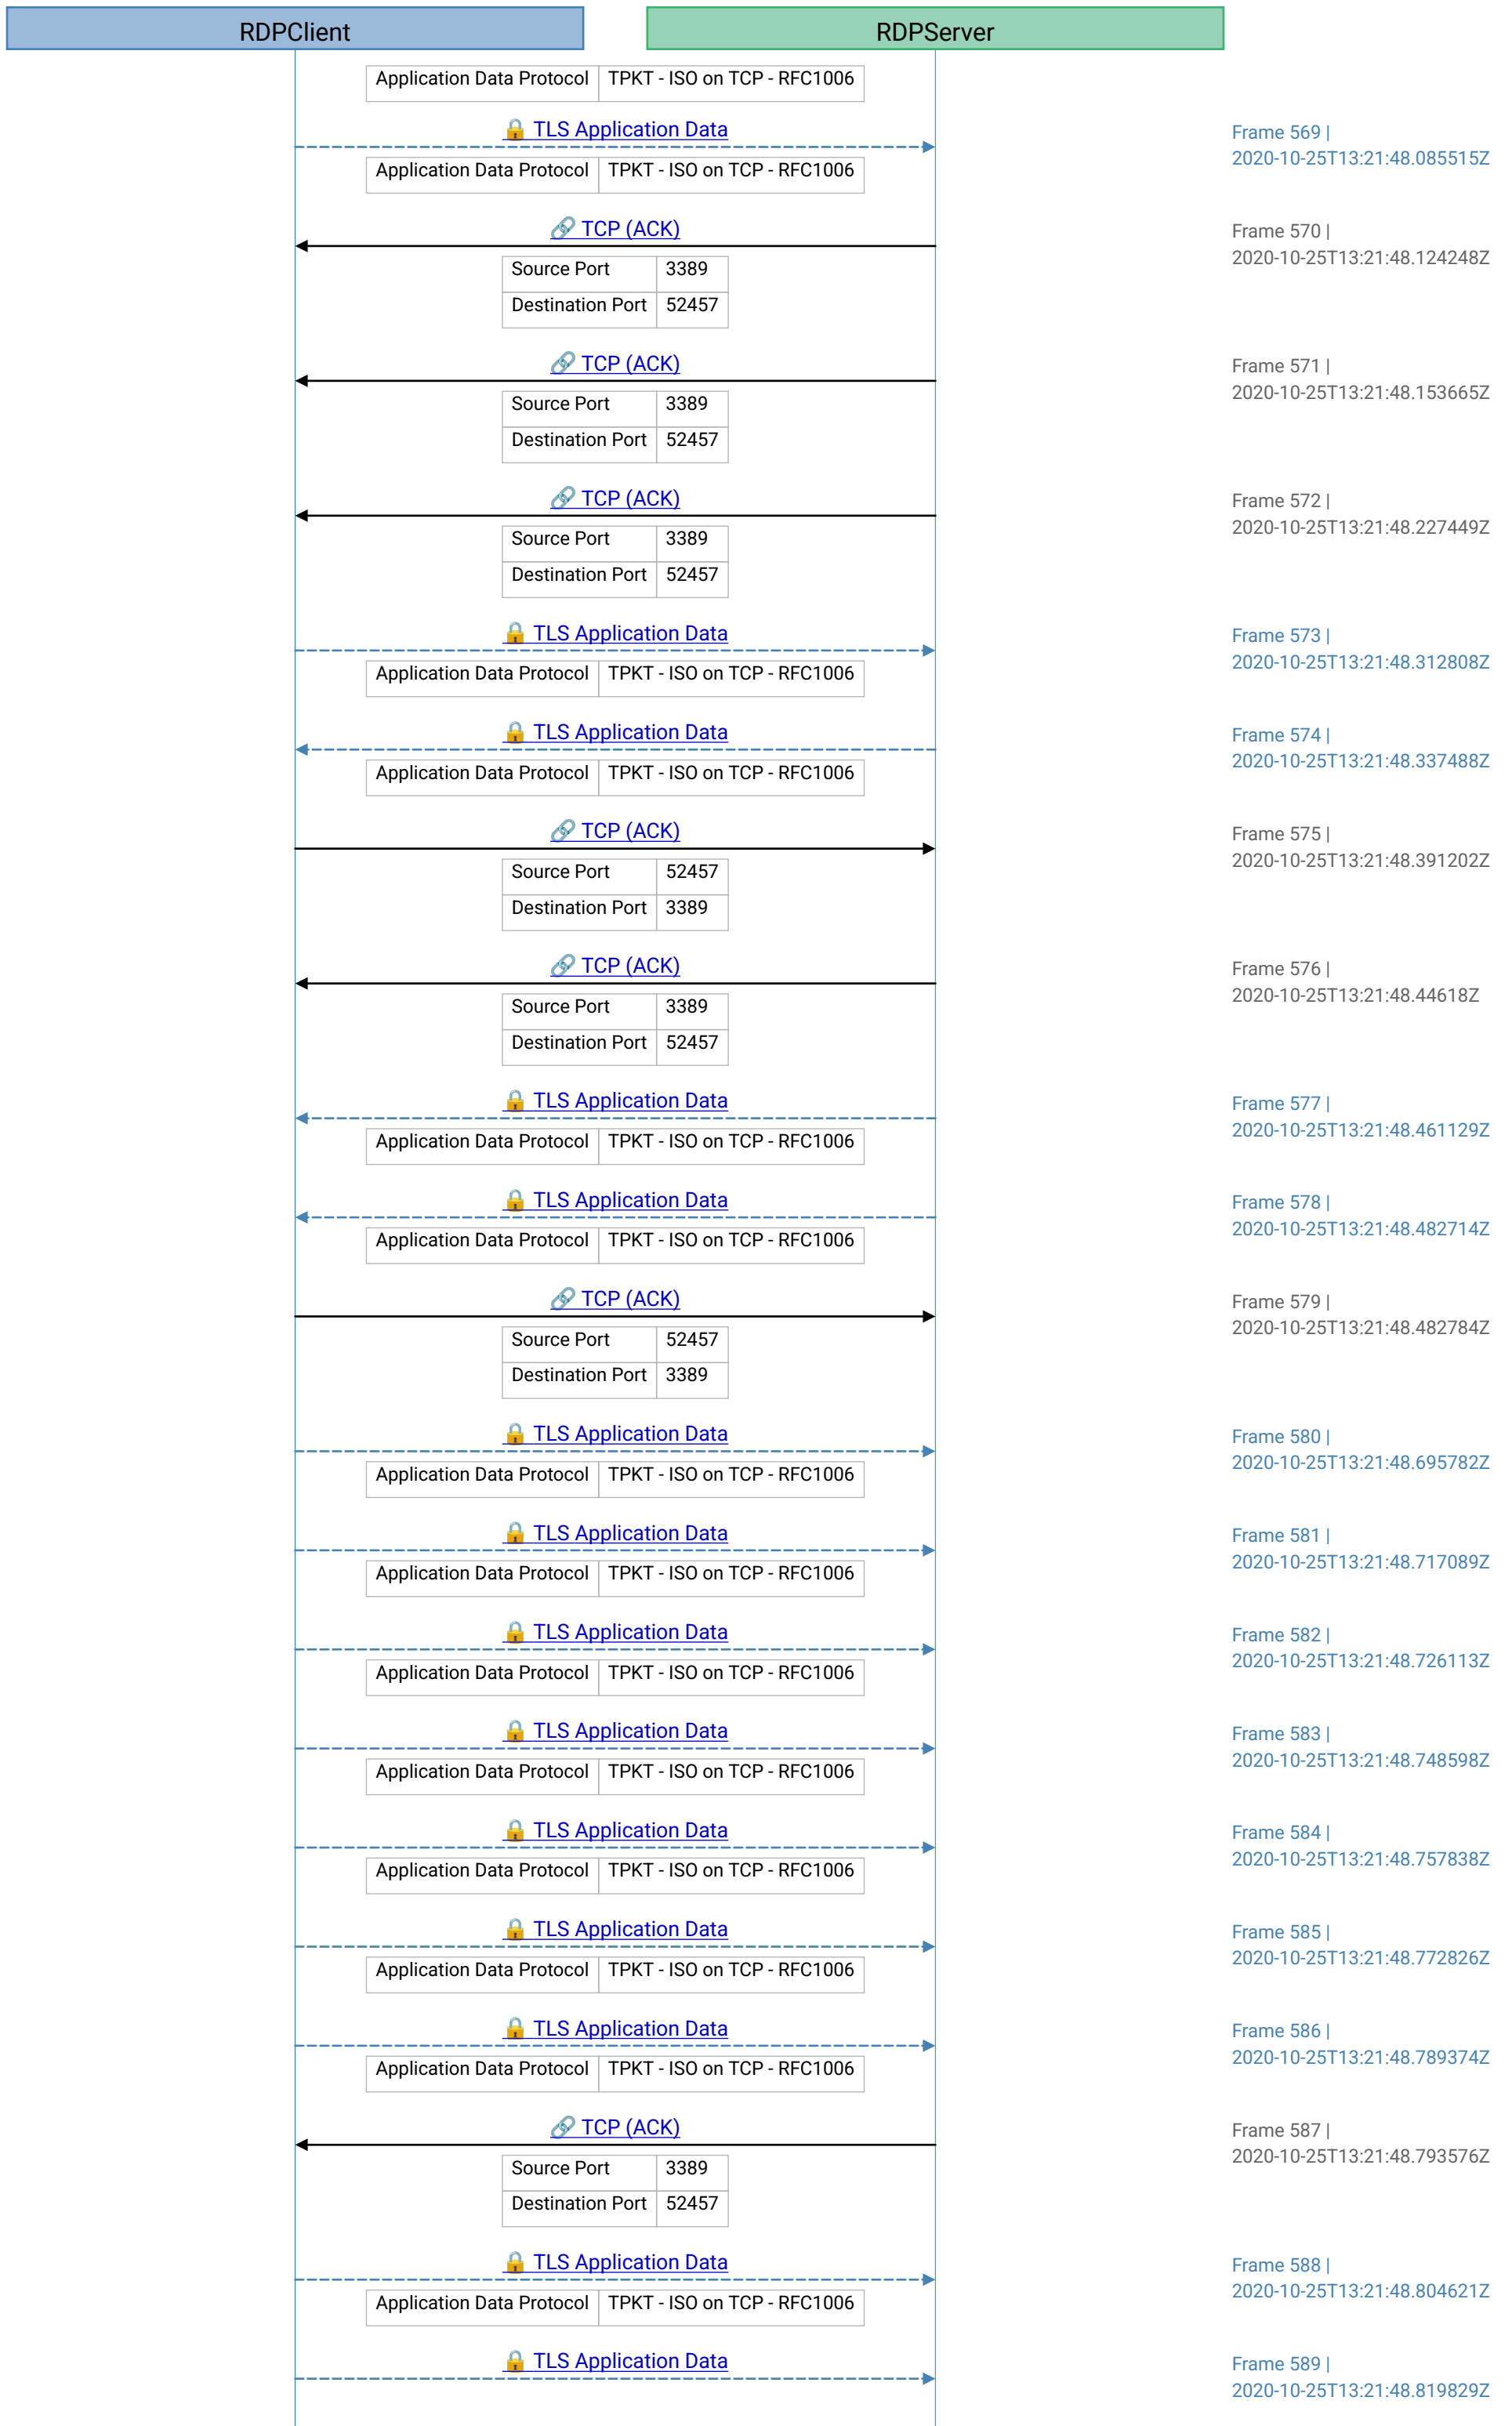 RDPClient
RDPServer
Application Data Protocol TPKT - ISO on TCP - RFC1006
TLS Application Data
Frame 569 |
2020-10-25T13:21:48.085515Z
Application Data Protocol TPKT - ISO on TCP - RFC1006
TCP (ACK)
Frame 570 |
2020-10-25T13:21:48.124248Z
Source Port 3389
Destination Port 52457
TCP (ACK)
Frame 571 |
2020-10-25T13:21:48.153665Z
Source Port 3389
Destination Port 52457
TCP (ACK)
Frame 572 |
2020-10-25T13:21:48.227449Z
Source Port 3389
Destination Port 52457
TLS Application Data
Frame 573 |
2020-10-25T13:21:48.312808Z
Application Data Protocol TPKT - ISO on TCP - RFC1006
TLS Application Data
Frame 574 |
2020-10-25T13:21:48.337488Z
Application Data Protocol TPKT - ISO on TCP - RFC1006
TCP (ACK)
Frame 575 |
2020-10-25T13:21:48.391202Z
Source Port 52457
Destination Port 3389
TCP (ACK)
Frame 576 |
2020-10-25T13:21:48.44618Z
Source Port 3389
Destination Port 52457
TLS Application Data
Frame 577 |
2020-10-25T13:21:48.461129Z
Application Data Protocol TPKT - ISO on TCP - RFC1006
TLS Application Data
Frame 578 |
2020-10-25T13:21:48.482714Z
Application Data Protocol TPKT - ISO on TCP - RFC1006
TCP (ACK)
Frame 579 |
2020-10-25T13:21:48.482784Z
Source Port 52457
Destination Port 3389
TLS Application Data
Frame 580 |
2020-10-25T13:21:48.695782Z
Application Data Protocol TPKT - ISO on TCP - RFC1006
TLS Application Data
Frame 581 |
2020-10-25T13:21:48.717089Z
Application Data Protocol TPKT - ISO on TCP - RFC1006
TLS Application Data
Frame 582 |
2020-10-25T13:21:48.726113Z
Application Data Protocol TPKT - ISO on TCP - RFC1006
TLS Application Data
Frame 583 |
2020-10-25T13:21:48.748598Z
Application Data Protocol TPKT - ISO on TCP - RFC1006
TLS Application Data
Frame 584 |
2020-10-25T13:21:48.757838Z
Application Data Protocol TPKT - ISO on TCP - RFC1006
TLS Application Data
Frame 585 |
2020-10-25T13:21:48.772826Z
Application Data Protocol TPKT - ISO on TCP - RFC1006
TLS Application Data
Frame 586 |
2020-10-25T13:21:48.789374Z
Application Data Protocol TPKT - ISO on TCP - RFC1006
TCP (ACK)
Frame 587 |
2020-10-25T13:21:48.793576Z
Source Port 3389
Destination Port 52457
TLS Application Data
Frame 588 |
2020-10-25T13:21:48.804621Z
Application Data Protocol TPKT - ISO on TCP - RFC1006
TLS Application Data
Frame 589 |
2020-10-25T13:21:48.819829Z